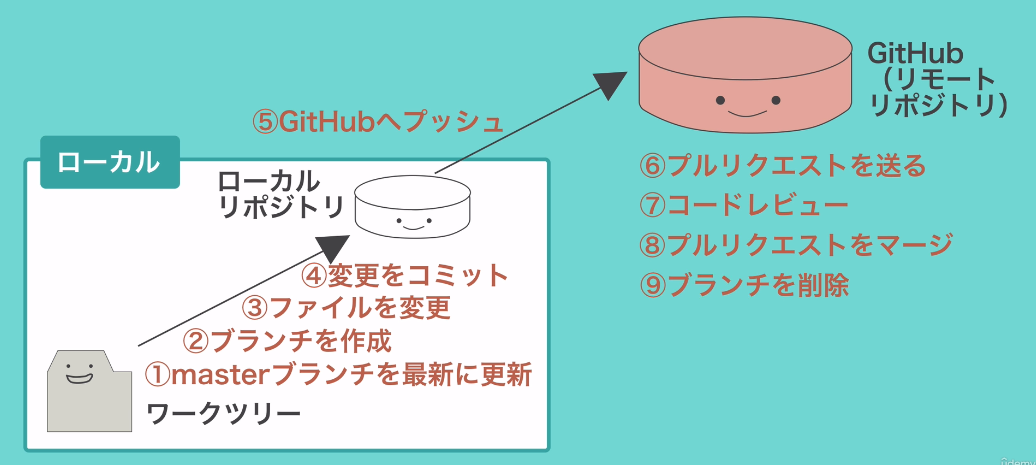 GitHub
（リモート
リポジトリ）
⑤GitHubへプッシュ
ローカル
ローカル
リポジトリ
⑥プルリクエストを送る
⑦コードレビュー
⑧プルリクエストをマージ
⑨ブランチを削除
④変更をコミット
③ファイルを変更
②ブランチを作成
①masterブランチを最新に更新
ワークツリー